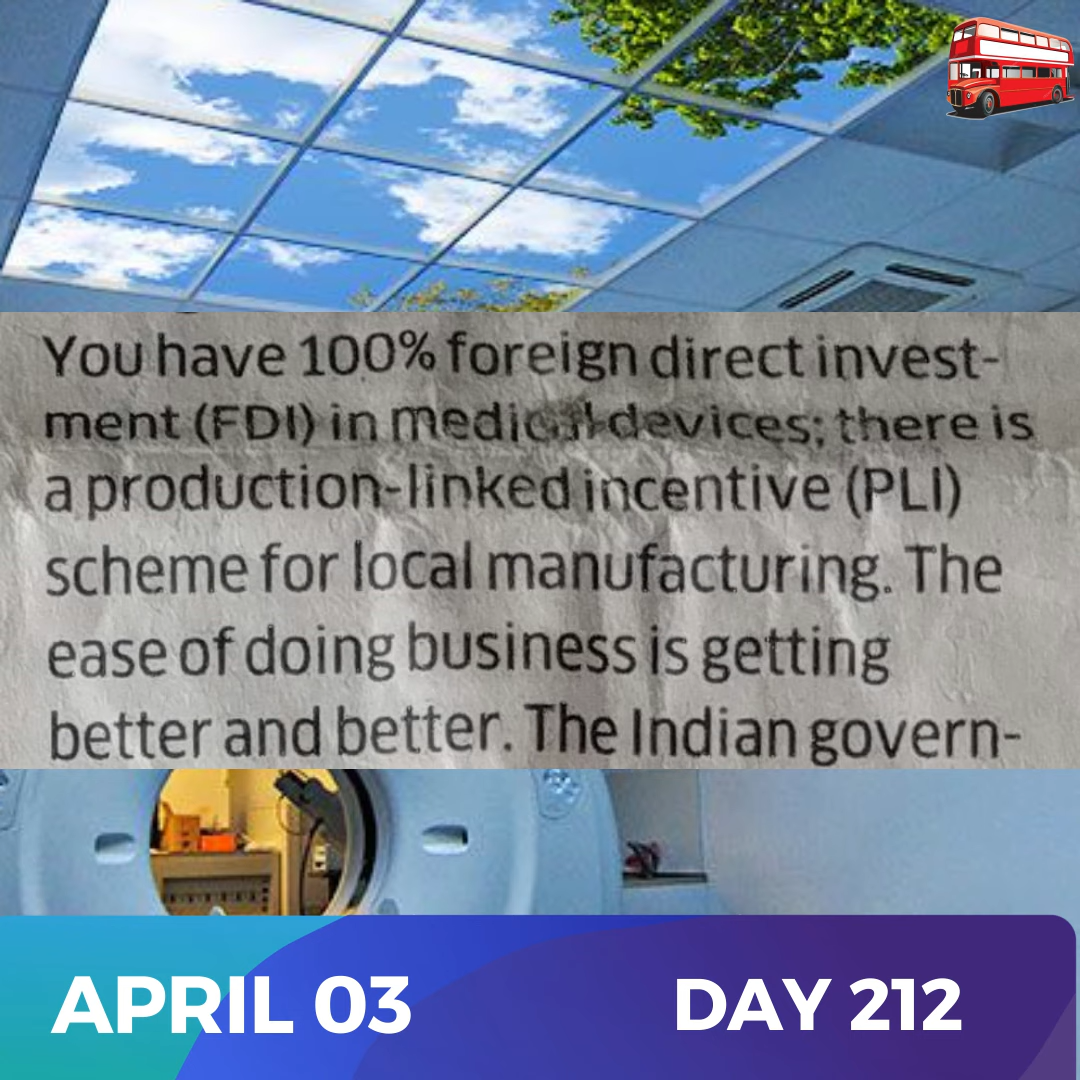 You have 100% foreign direct invest-
ment (FDI) in medical devices; there is
a production-linked incentive (PLI)
scheme for local manufacturing. The
ease of doing business is getting
better and better. The Indian govern-
APRIL 03
DAY 212